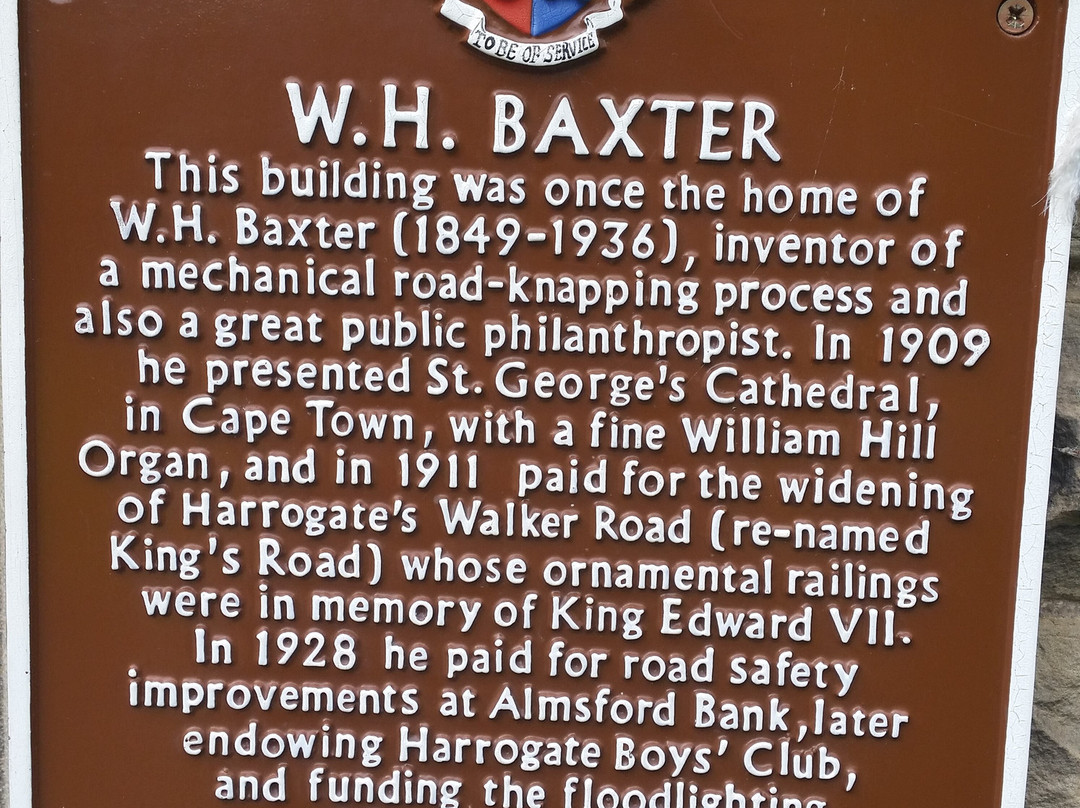 TO BE OF SERVICE
W.H. BAXTER
This building was once the home of
W.H. Baxter (1849-1936), inventor of
a mechanical road-knapping process and
also a great public philanthropist. In 1909
he presented St. George's Cathedral,
in Cape Town, with a fine William Hill
Organ, and in 1911 paid for the widening
of Harrogate's Walker Road (re-named
King's Road) whose ornamental railings
were in memory of King Edward VII.
In 1928 he paid for road safety
improvements at Almsford Bank, later
endowing Harrogate Boys' Club,
and funding the floodlighting